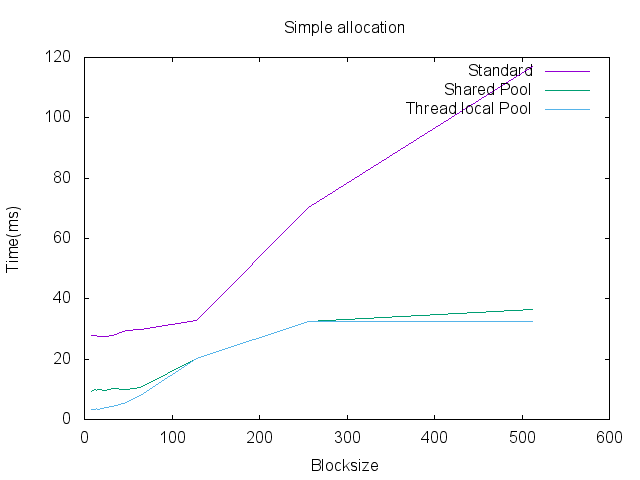 Simple allocation
120
100
80
60
40
20
0
Time(ms)
Standard
Shared Pool
Thread local Pool
0 100 200 300 400 500 600
Blocksize